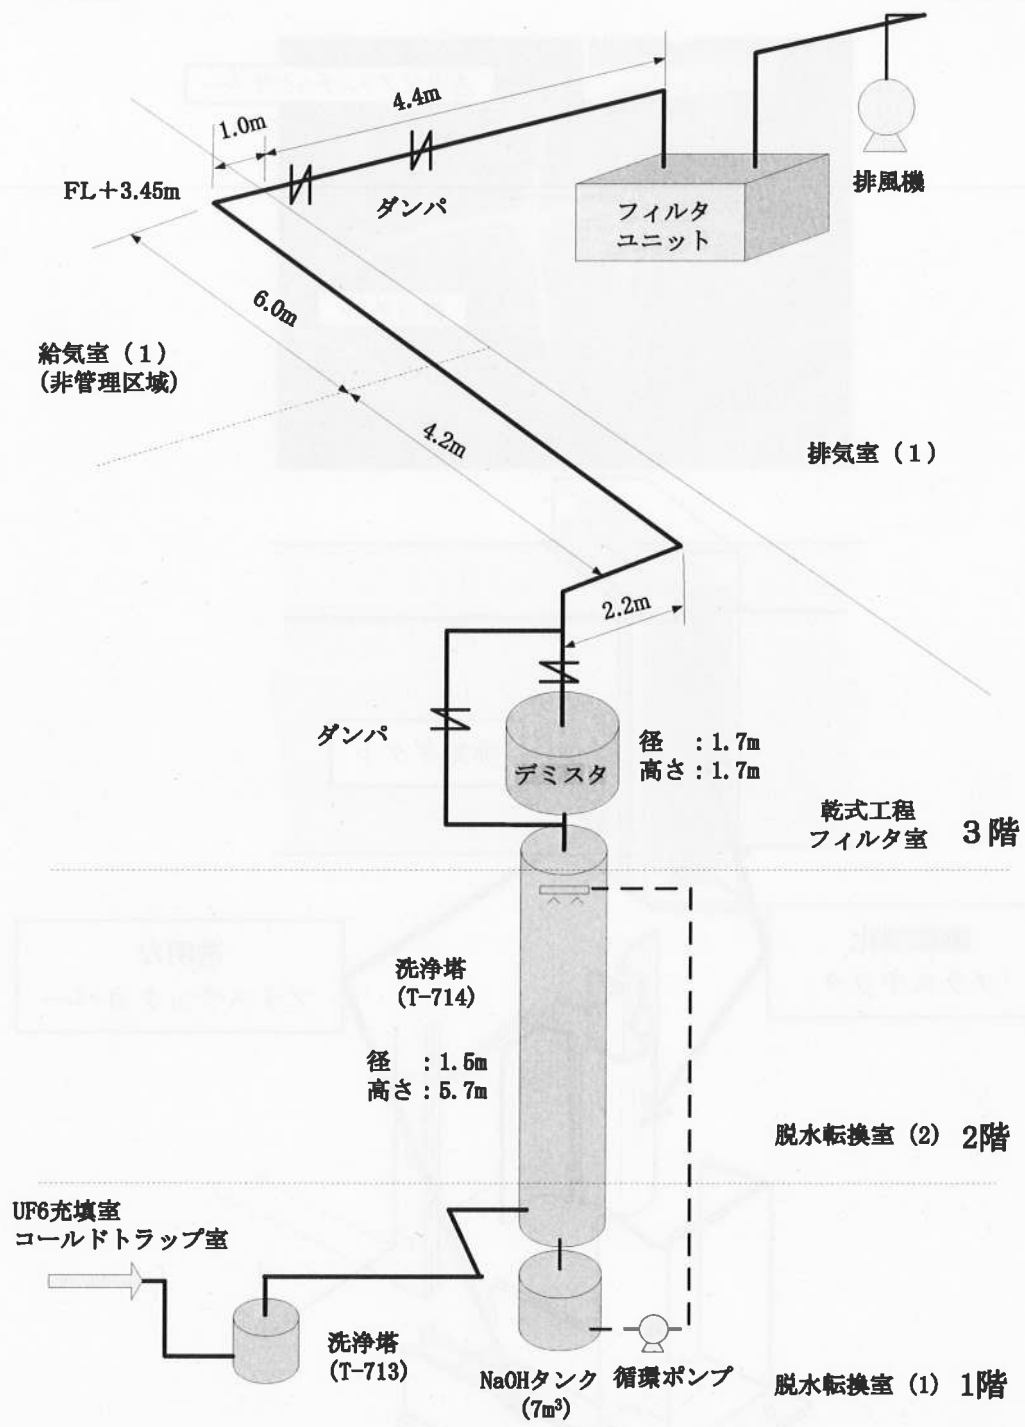 4.4m
1.0m
FL＋3.45m
ダンパ
フィルタ
ユニット
排風機
6.0m
給気室（1）
(非管理区域)
4.2m
排気室（1）
2.2m
ダンパ
デミスタ
径　：1.7m
高さ：1.7m
乾式工程
フィルタ室
3階
洗浄塔
(T-714)
径　：1.5m
高さ：5.7m
脱水転換室（2）
2階
UF6充填室
コールドトラップ室
洗浄塔
(T-713)
NaOHタンク
(7m³)
循環ポンプ
脱水転換室（1）
1階